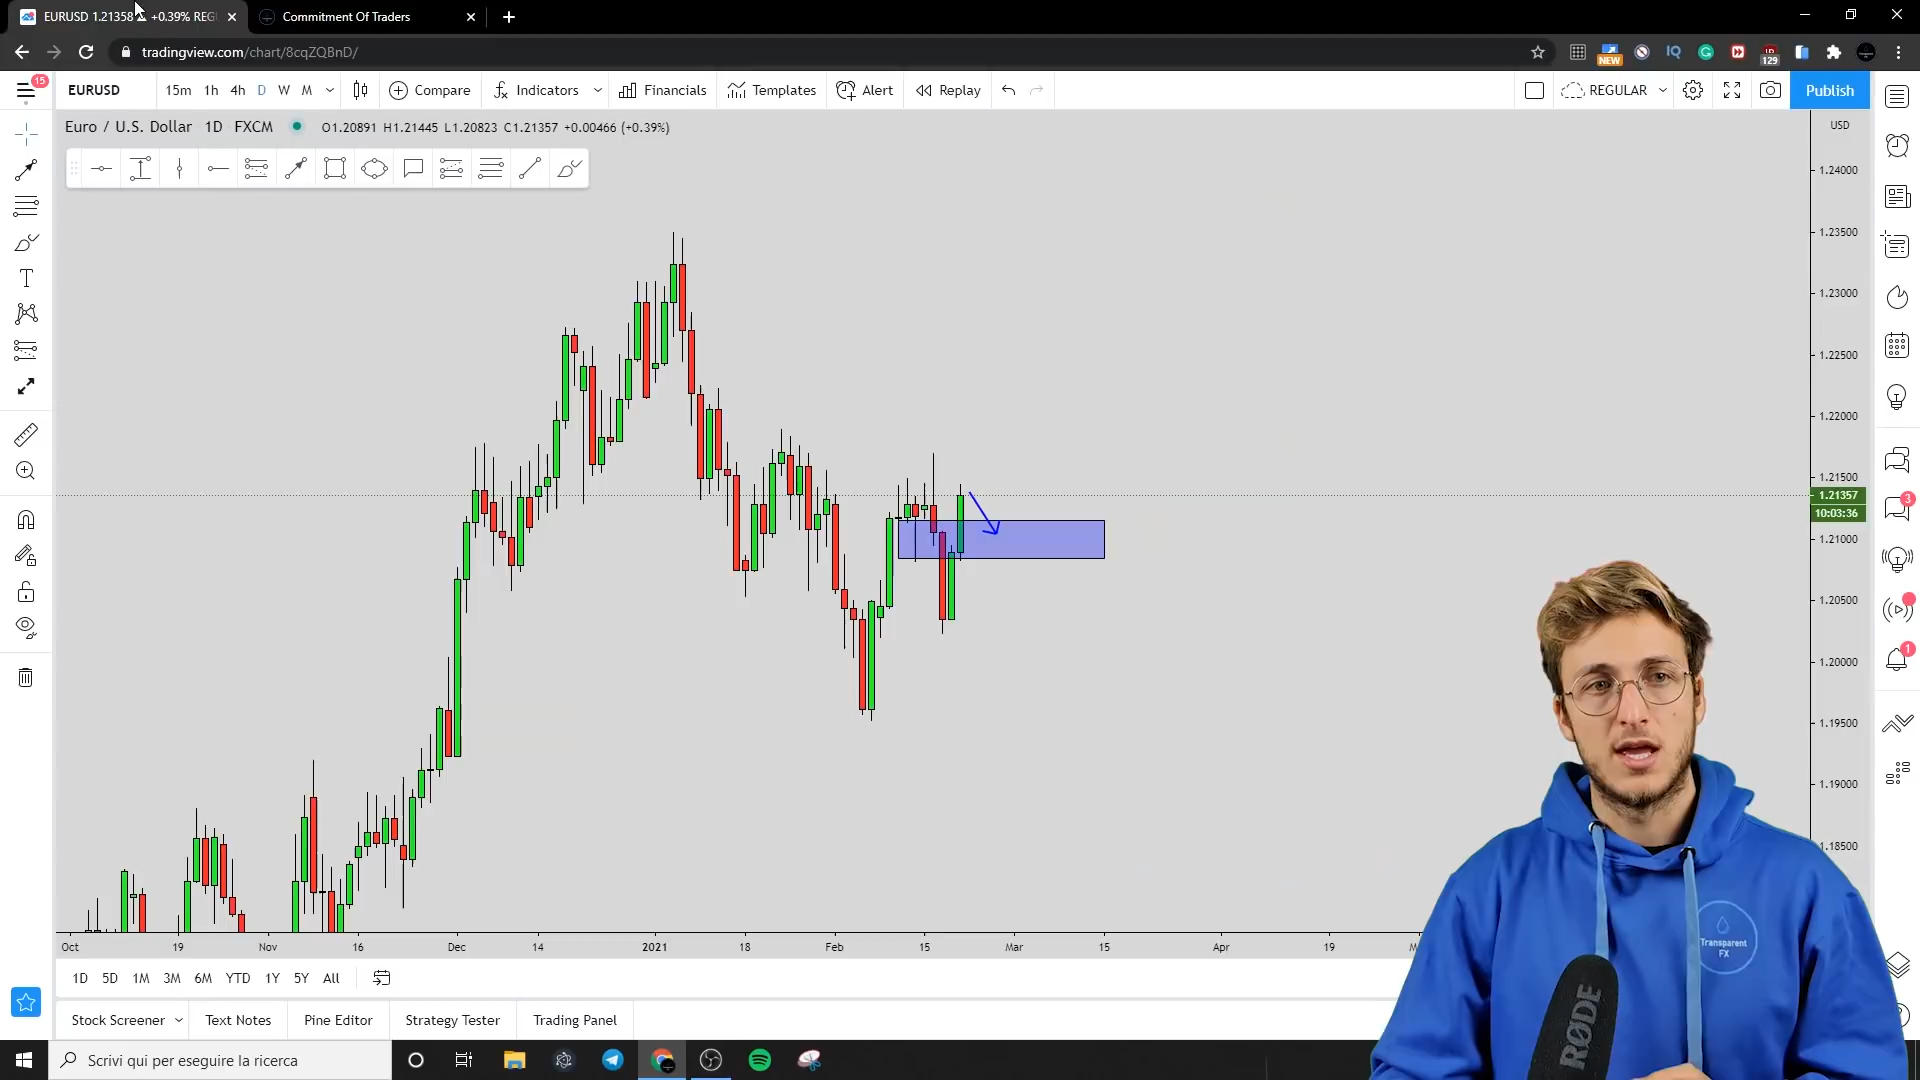 EURUSD 1.21358 ▲ +0.39% REG
Commitment Of Traders
tradingview.com/chart/8cqZQBnD/
NEW
129
15
EURUSD
15m
1h
4h
D
W
M
Compare
Indicators
Financials
Templates
Alert
Replay
REGULAR
Publish
Euro / U.S. Dollar 1D FXCM
O1.20891 H1.21445 L1.20823 C1.21357 +0.00466 (+0.39%)
USD
1.24000
1.23500
1.23000
1.22500
1.22000
1.21500
1.21357
10:03:36
1.21000
1.20500
1.20000
1.19500
1.19000
1.18500
3
1
Oct
19
Nov
16
Dec
14
2021
18
Feb
15
Mar
15
Apr
19
1D
5D
1M
3M
6M
YTD
1Y
5Y
All
Stock Screener
Text Notes
Pine Editor
Strategy Tester
Trading Panel
Transparent
FX
RØDE
Scrivi qui per eseguire la ricerca